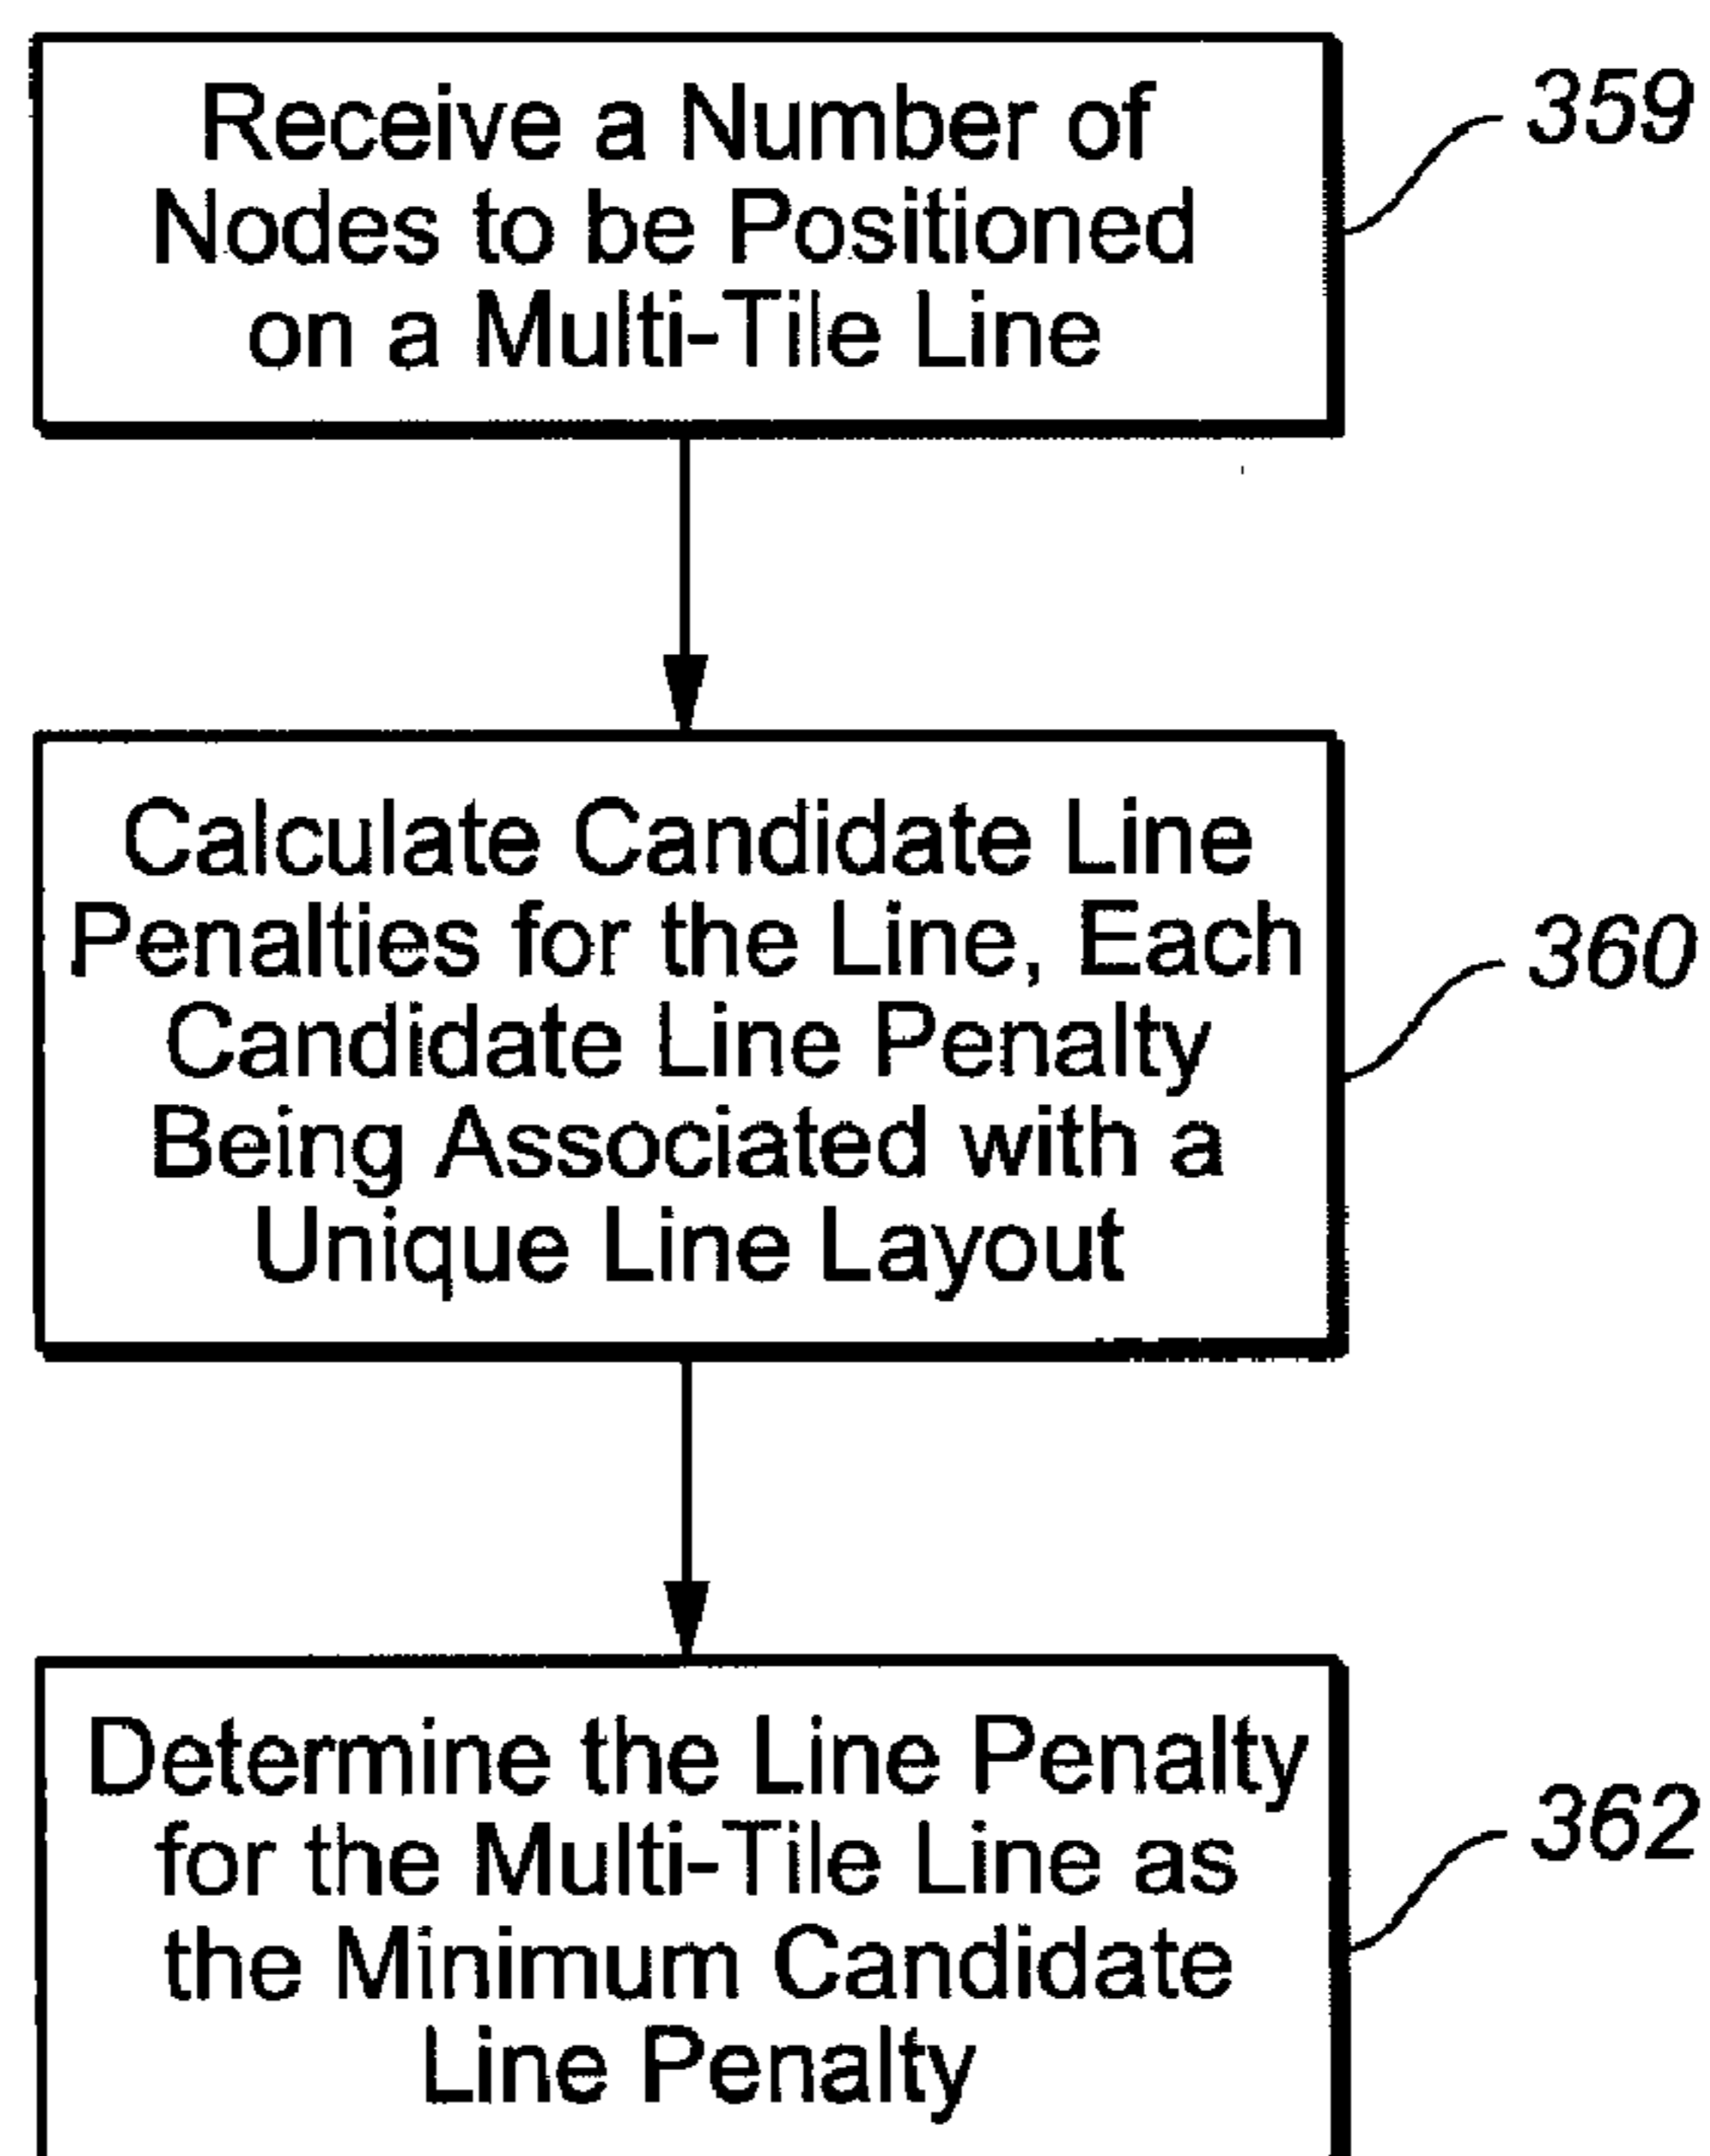 Receive a Number of
Nodes to be Positioned
on a Multi-Tile Line
359
Calculate Candidate Line
Penalties for the Line, Each
Candidate Line Penalty
Being Associated with a
Unique Line Layout
360
Determine the Line Penalty
for the Multi-Tile Line as
the Minimum Candidate
Line Penalty
362